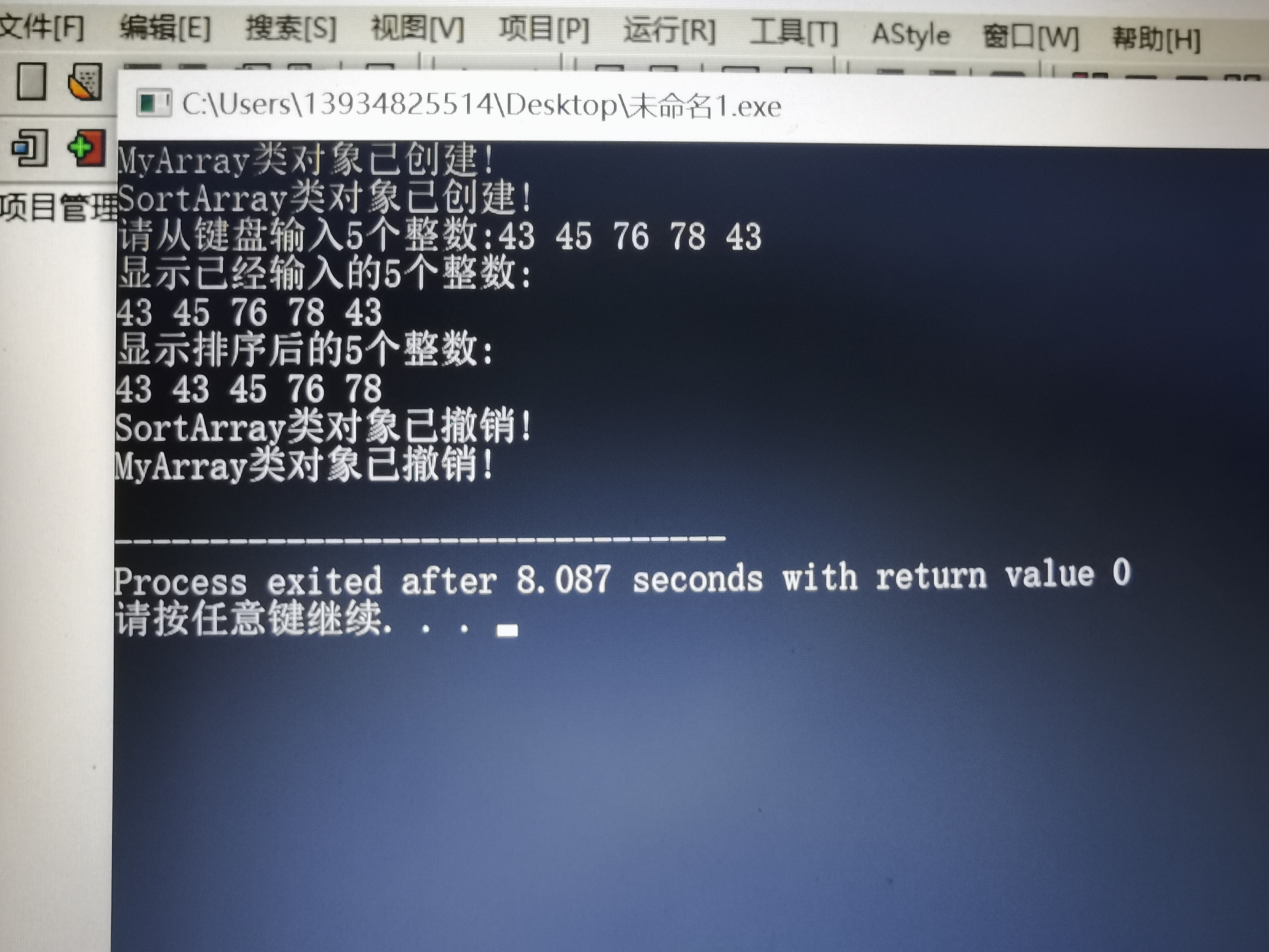 文件[F] 编辑[E] 搜索[S] 视图[V] 项目[P] 运行[R] 工具[T] AStyle 窗口[W] 帮助[H]
C:\Users\13934825514\Desktop\未命名1.exe
项目管理
MyArray类对象已创建!
SortArray类对象已创建!
请从键盘输入5个整数:43 45 76 78 43
显示已经输入的5个整数:
43 45 76 78 43
显示排序后的5个整数:
43 43 45 76 78
SortArray类对象已撤销!
MyArray类对象已撤销!
--------------------------------
Process exited after 8.087 seconds with return value 0
请按任意键继续. . .